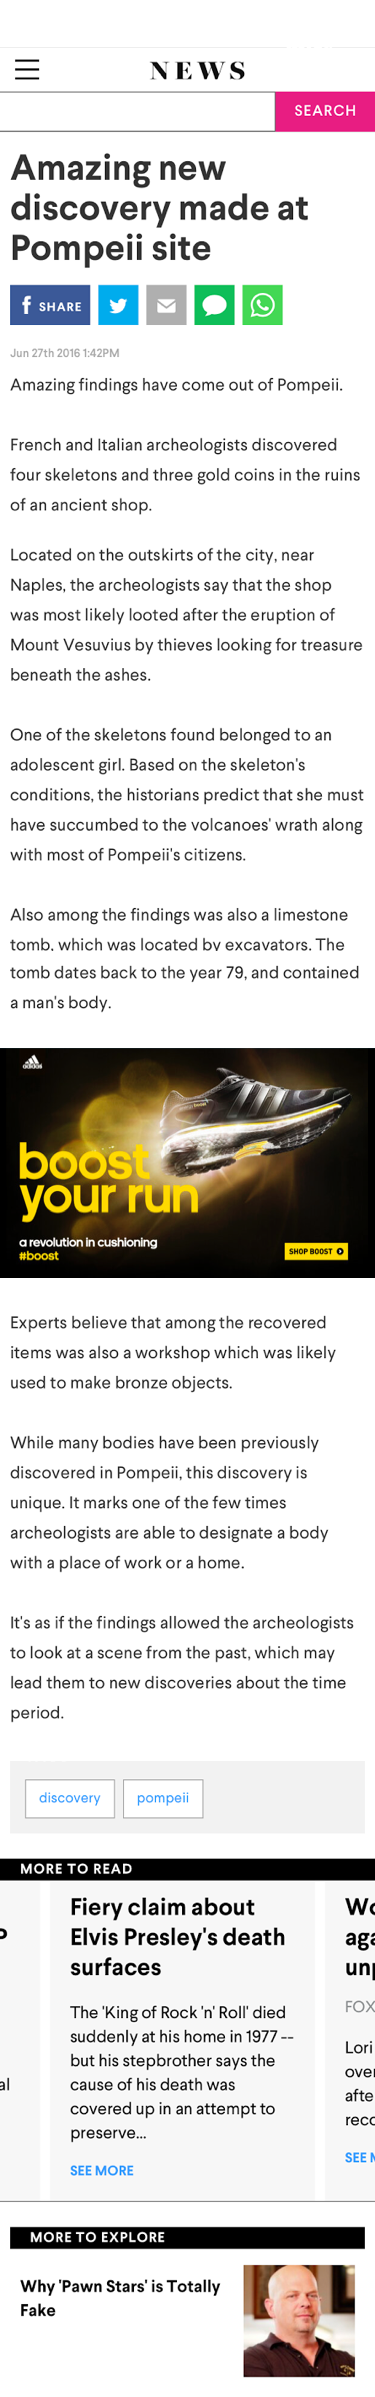 NEWS
SEARCH
Amazing new
discovery made at
Pompeii site
f SHARE
Jun 27th 2016 1:42PM
Amazing findings have come out of Pompeii.
French and Italian archeologists discovered
four skeletons and three gold coins in the ruins
of an ancient shop.
Located on the outskirts of the city, near
Naples, the archeologists say that the shop
was most likely looted after the eruption of
Mount Vesuvius by thieves looking for treasure
beneath the ashes.
One of the skeletons found belonged to an
adolescent girl. Based on the skeleton's
conditions, the historians predict that she must
have succumbed to the volcanoes' wrath along
with most of Pompeii's citizens.
Also among the findings was also a limestone
tomb, which was located by excavators. The
tomb dates back to the year 79, and contained
a man's body.
adidas
boost
your run
a revolution in cushioning
#boost
SHOP BOOST
Experts believe that among the recovered
items was also a workshop which was likely
used to make bronze objects.
While many bodies have been previously
discovered in Pompeii, this discovery is
unique. It marks one of the few times
archeologists are able to designate a body
with a place of work or a home.
It's as if the findings allowed the archeologists
to look at a scene from the past, which may
lead them to new discoveries about the time
period.
discovery pompeii
MORE TO READ
Fiery claim about
Elvis Presley's death
surfaces
The 'King of Rock 'n' Roll' died
suddenly at his home in 1977 --
but his stepbrother says the
cause of his death was
covered up in an attempt to
preserve...
SEE MORE
FOX
Lori
MORE TO EXPLORE
Why 'Pawn Stars' is Totally
Fake